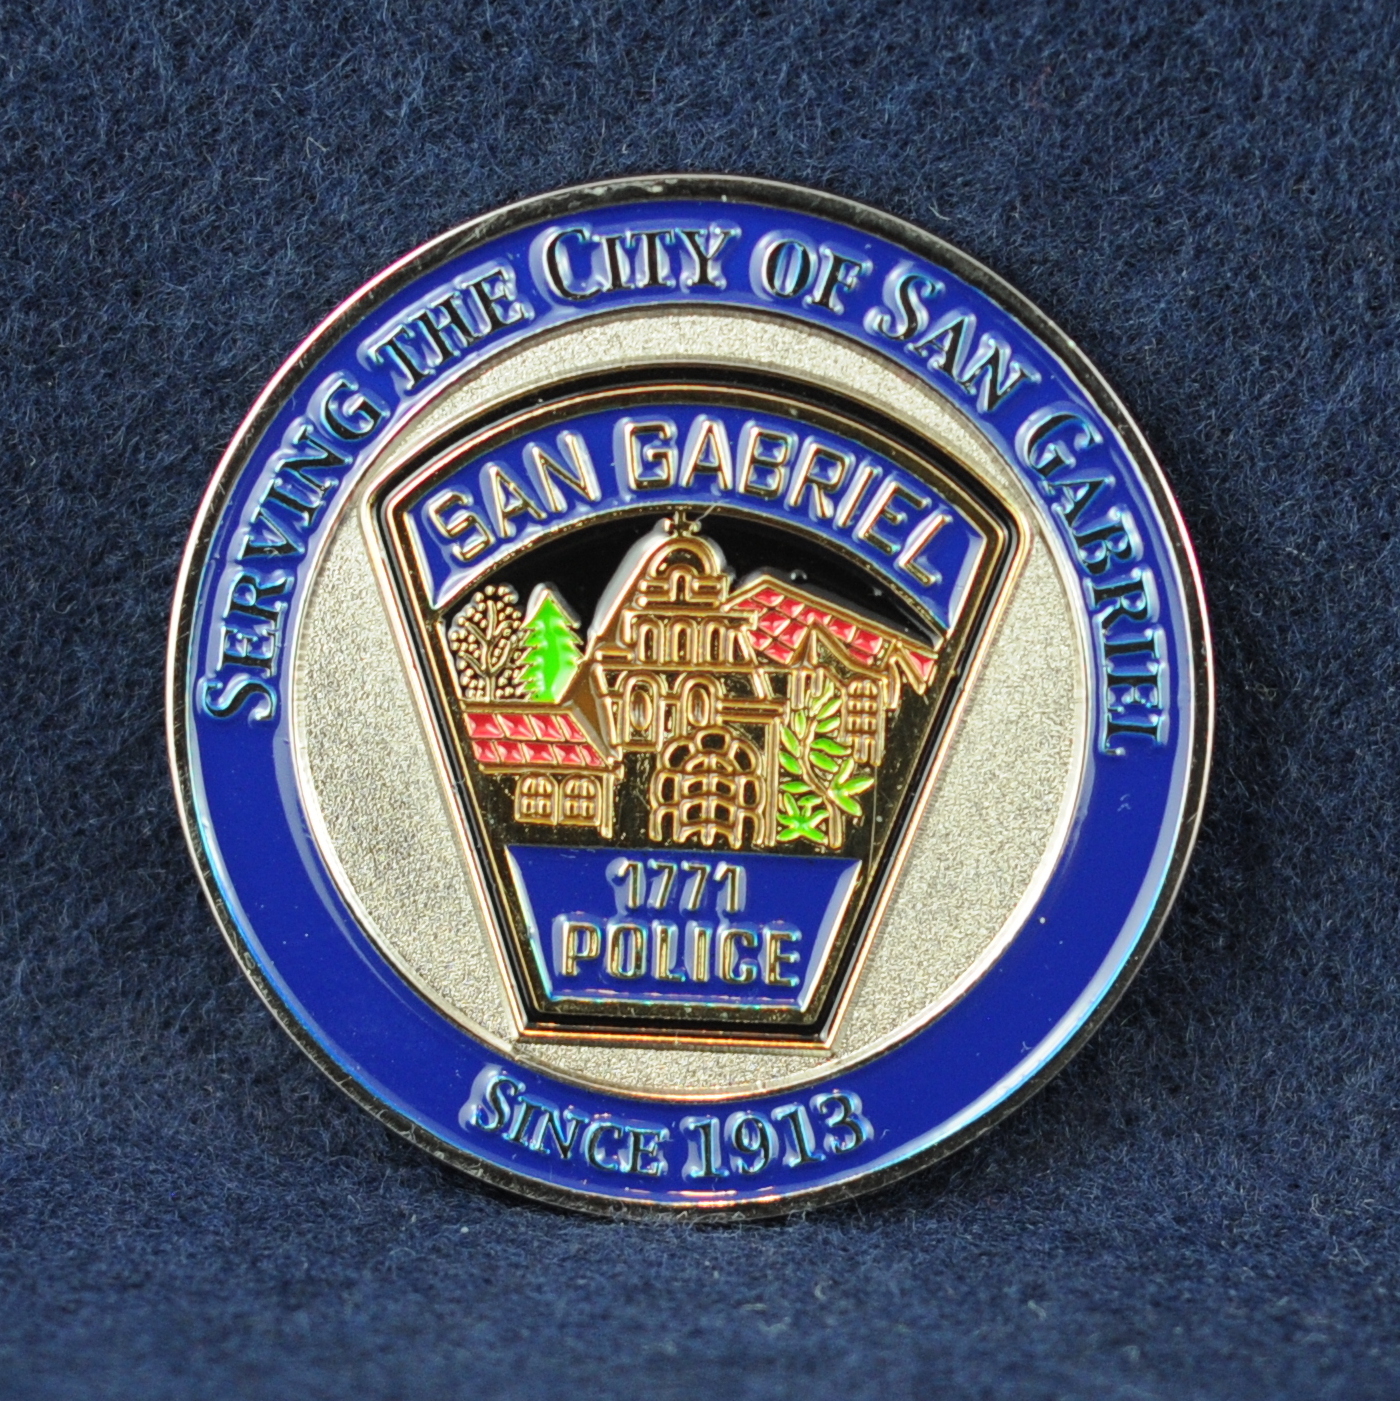 SERVING THE CITY OF SAN GABRIEL
SAN GABRIEL
1771
POLICE
SINCE 1913